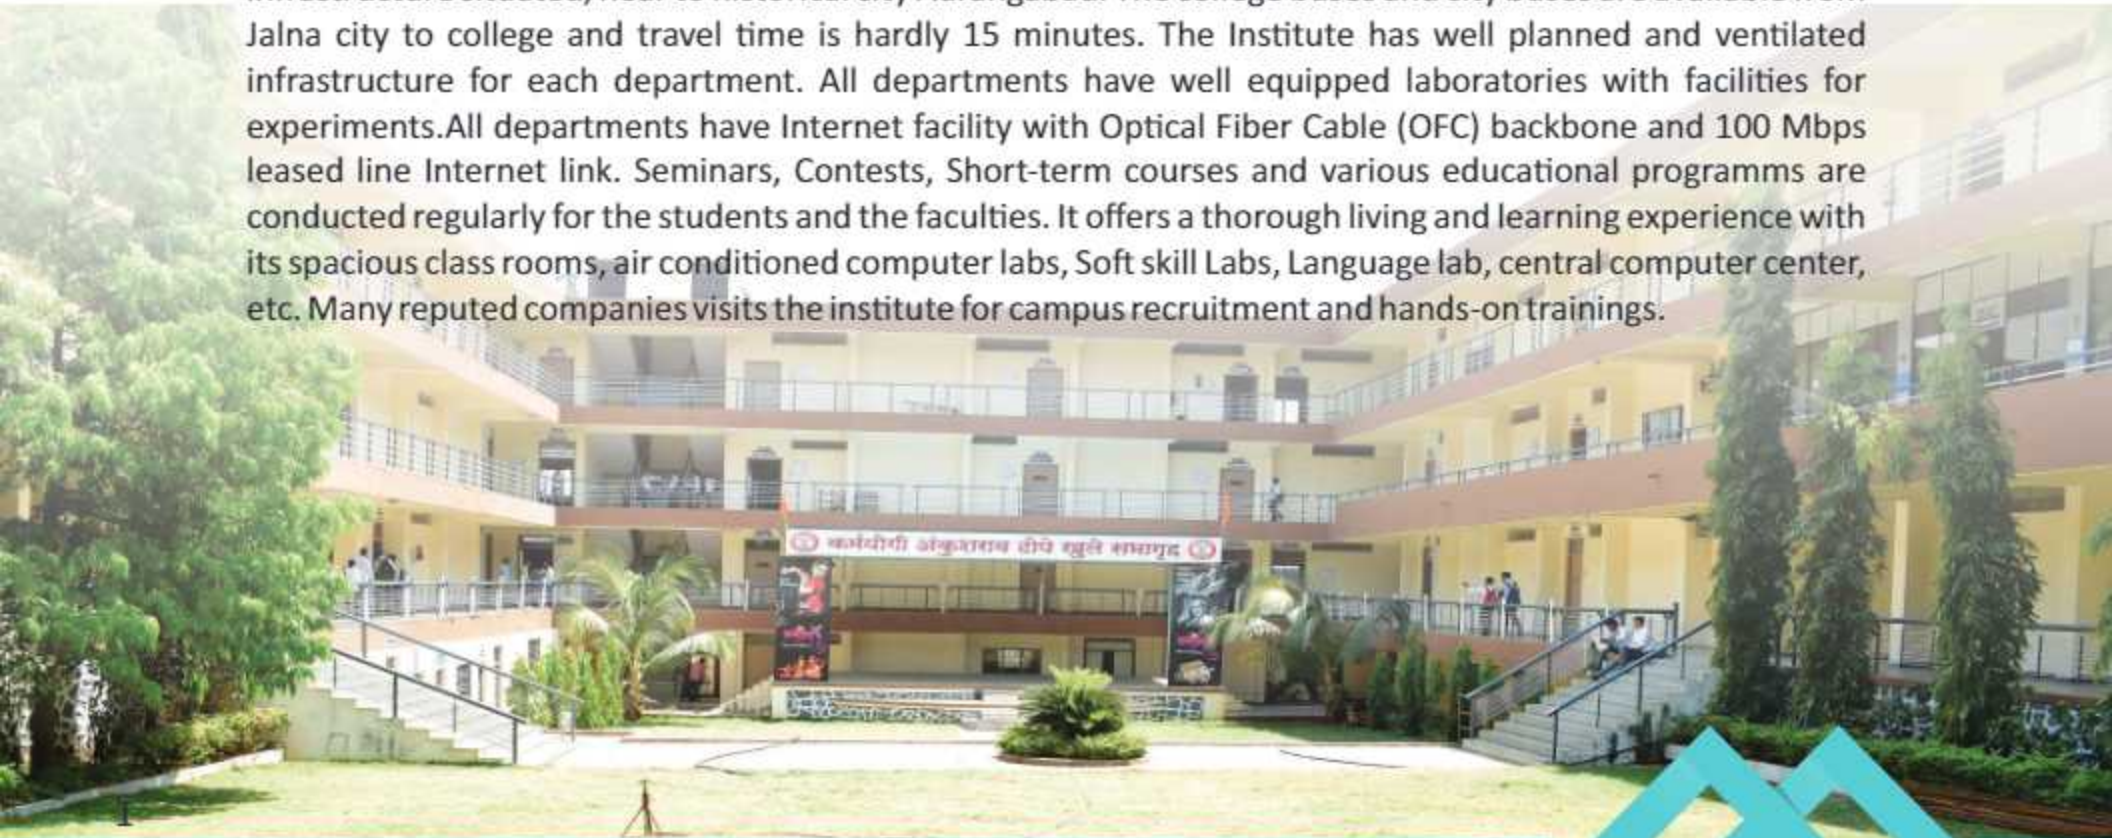 Jalna city to college and travel time is hardly 15 minutes. The Institute has well planned and ventilated
infrastructure for each department. All departments have well equipped laboratories with facilities for
experiments.All departments have Internet facility with Optical Fiber Cable (OFC) backbone and 100 Mbps
leased line Internet link. Seminars, Contests, Short-term courses and various educational programms are
conducted regularly for the students and the faculties. It offers a thorough living and learning experience with
its spacious class rooms, air conditioned computer labs, Soft skill Labs, Language lab, central computer center,
etc. Many reputed companies visits the institute for campus recruitment and hands-on trainings.
कर्मयोगी अंकुशराव टोपे खुले सभागृह